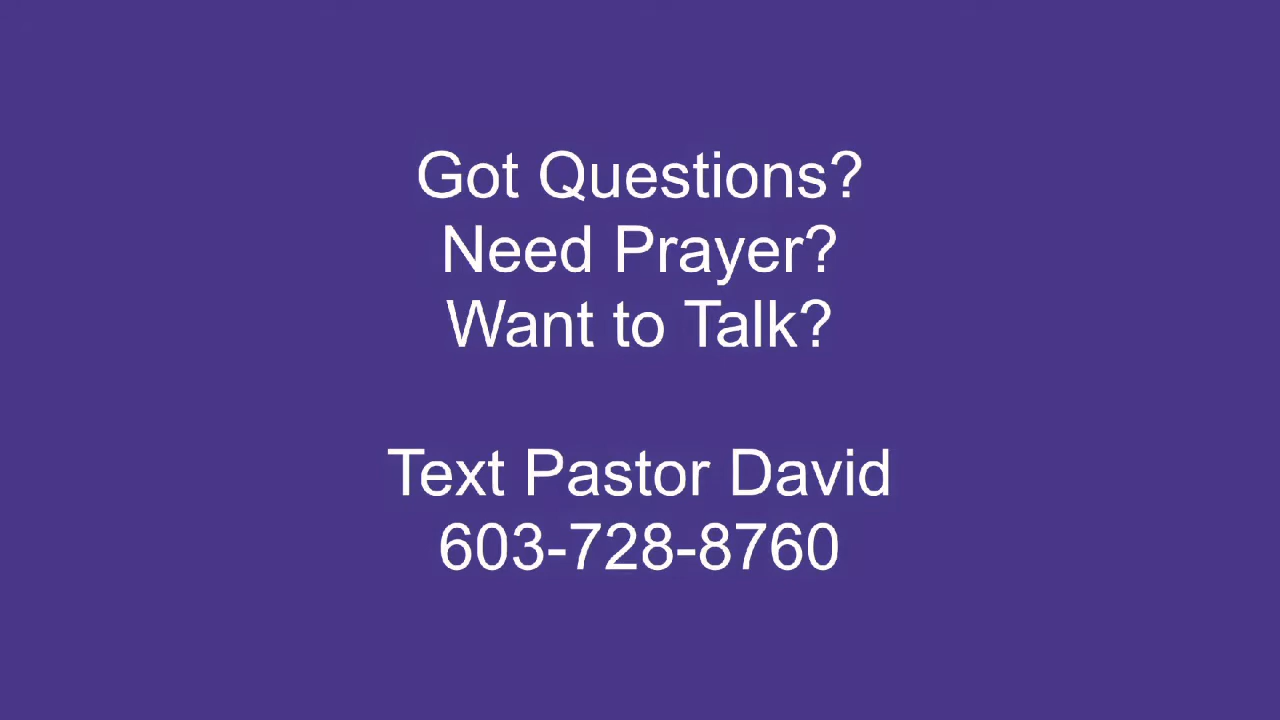 Got Questions?
Need Prayer?
Want to Talk?
Text Pastor David
603-728-8760